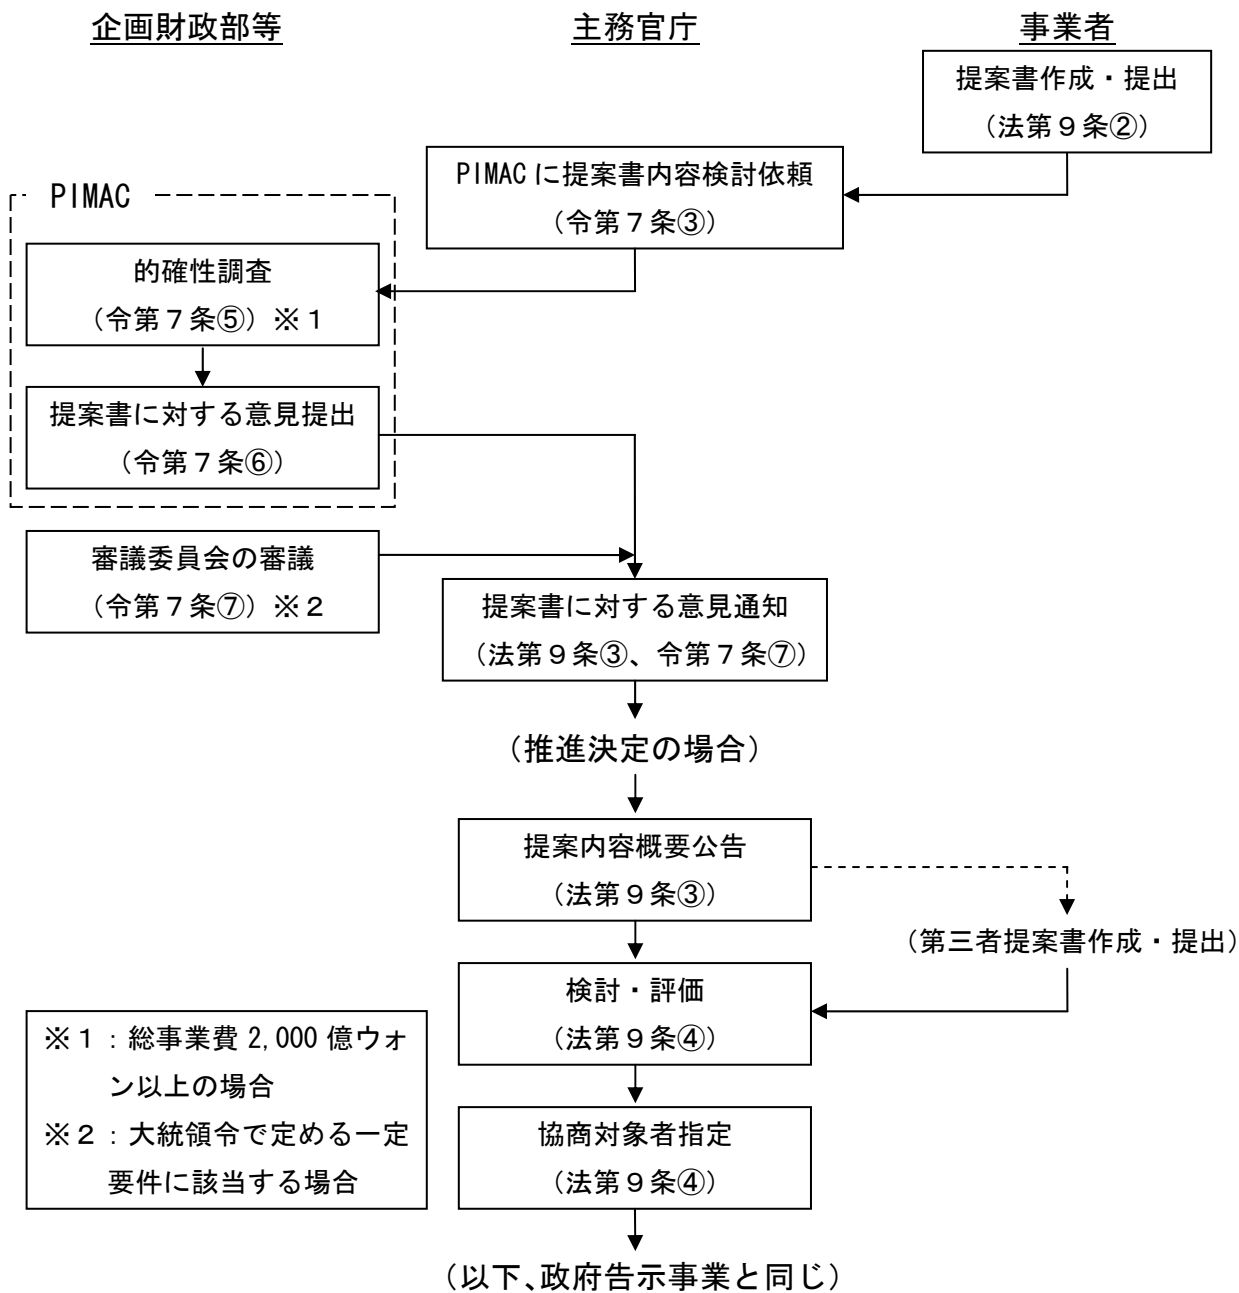 企画財政部等
主務官庁
事業者
提案書作成・提出
（法第９条②）
PIMACに提案書内容検討依頼
（令第７条③）
PIMAC
的確性調査
（令第７条⑤）※１
提案書に対する意見提出
（令第７条⑥）
審議委員会の審議
（令第７条⑦）※２
提案書に対する意見通知
（法第９条③、令第７条⑦）
（推進決定の場合）
提案内容概要公告
（法第９条③）
（第三者提案書作成・提出）
検討・評価
（法第９条④）
※１：総事業費 2,000 億ウォ
ン以上の場合
※２：大統領令で定める一定
要件に該当する場合
協商対象者指定
（法第９条④）
（以下、政府告示事業と同じ）